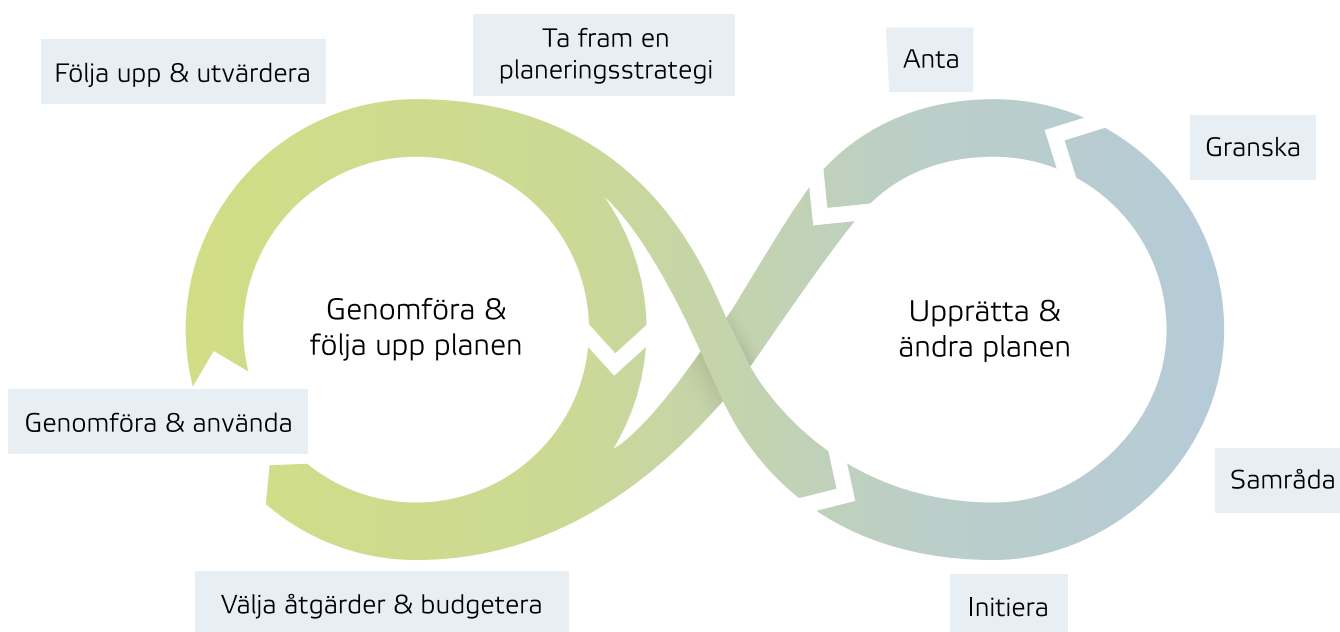 Ta fram en
planeringsstrategi
Följa upp & utvärdera
Anta
Granska
Genomföra &
följa upp planen
Upprätta &
ändra planen
Genomföra & använda
Samråda
Välja åtgärder & budgetera
Initiera